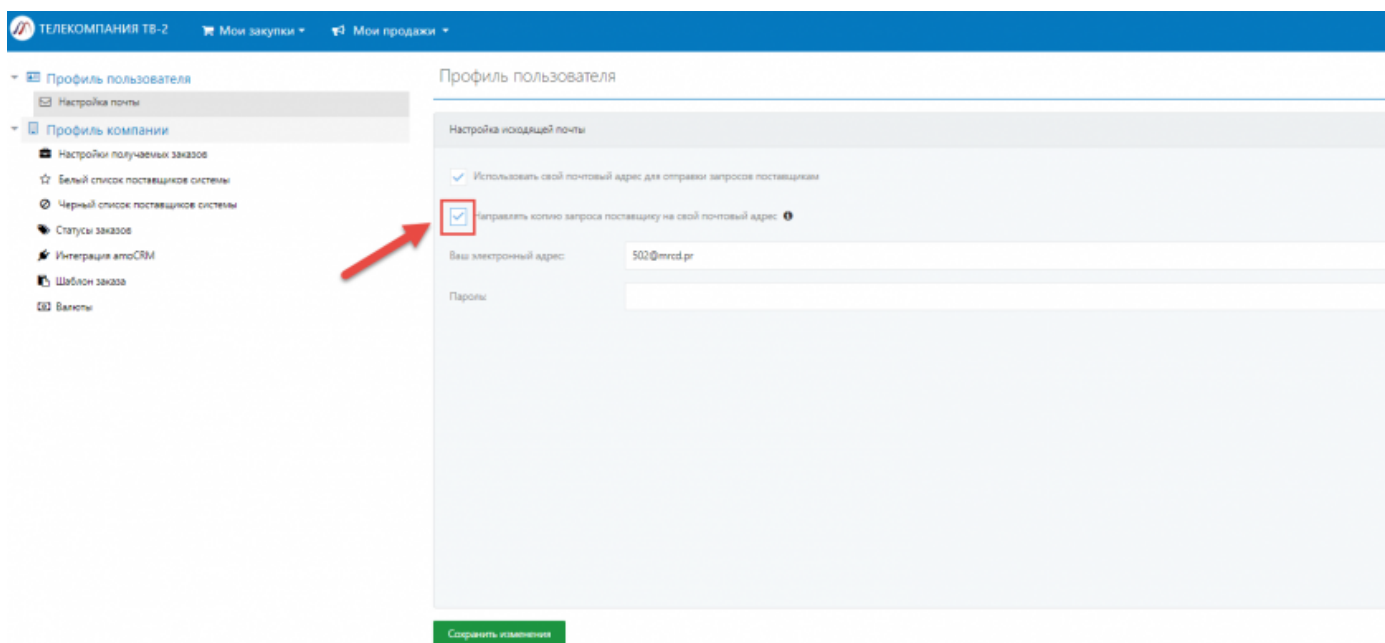 ТЕЛЕКОМПАНИЯ ТВ-2 Мои закупки Мои продажи
Профиль пользователя
Настройка почты
Профиль компании
Настройки получаемых заказов
Белый список поставщиков системы
Черный список поставщиков системы
Статусы заказов
Интеграция amoCRM
Шаблон заказа
Валюты
Профиль пользователя
Настройка исходящей почты
Использовать свой почтовый адрес для отправки запросов поставщикам
Направлять копию запроса поставщику на свой почтовый адрес
Ваш электронный адрес: 502@mrcd.pr
Пароль:
Сохранить изменения